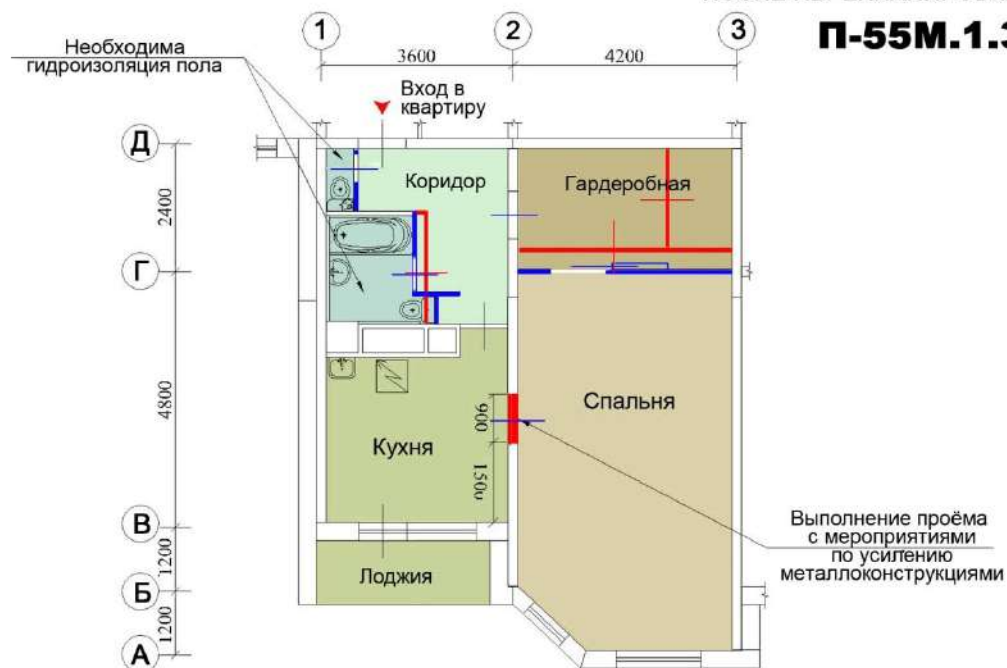 П-55М.1.3
1
2
3
3600
4200
Необходима
гидроизоляция пола
Вход в
квартиру
Д
Коридор
Гардеробная
2400
Г
4800
Спальня
900
Кухня
1500
В
Выполнение проёма
с мероприятиями
по усилению
металлоконструкциями
1200
Лоджия
Б
1200
А